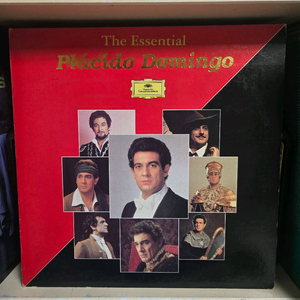 The Essential
Plácido Domingo